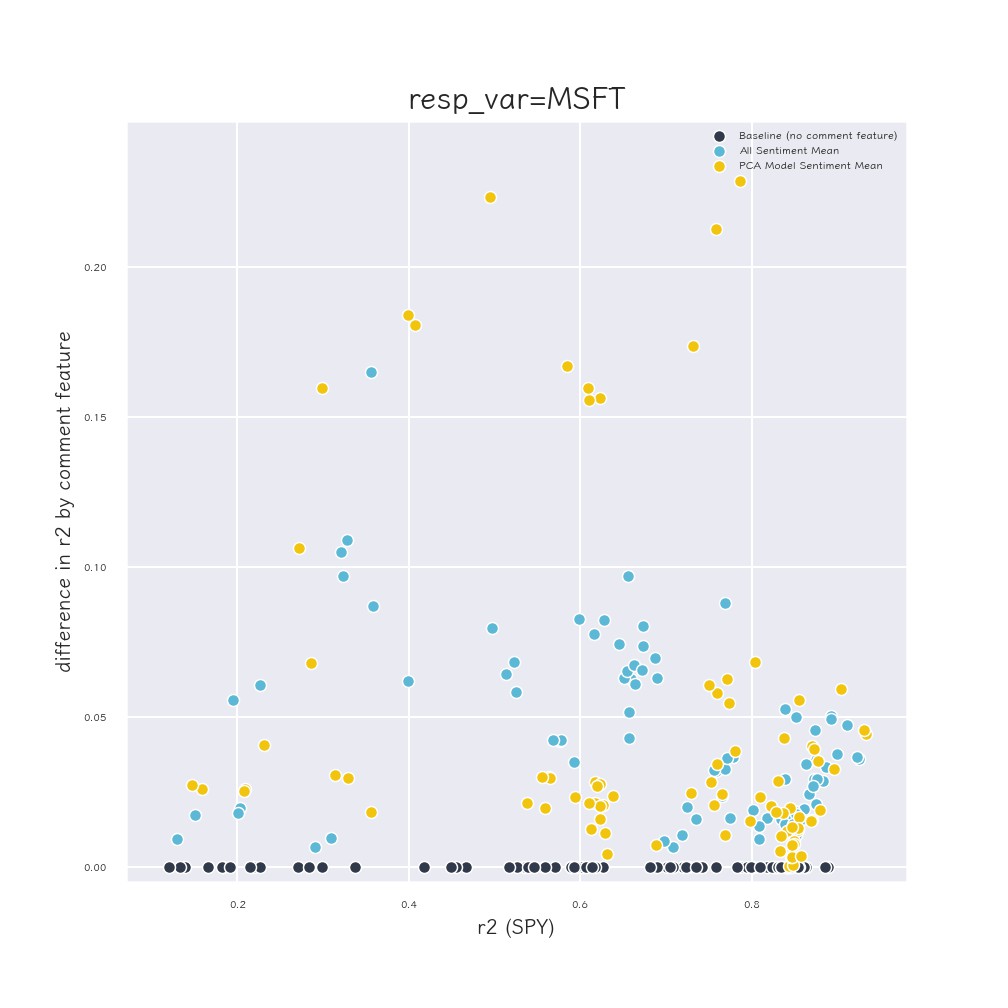 resp_var=MSFT
Baseline (no comment feature)
All Sentiment Mean
PCA Model Sentiment Mean
difference in r2 by comment feature
0.20
0.15
0.10
0.05
0.00
0.2 0.4 0.6 0.8
r2 (SPY)